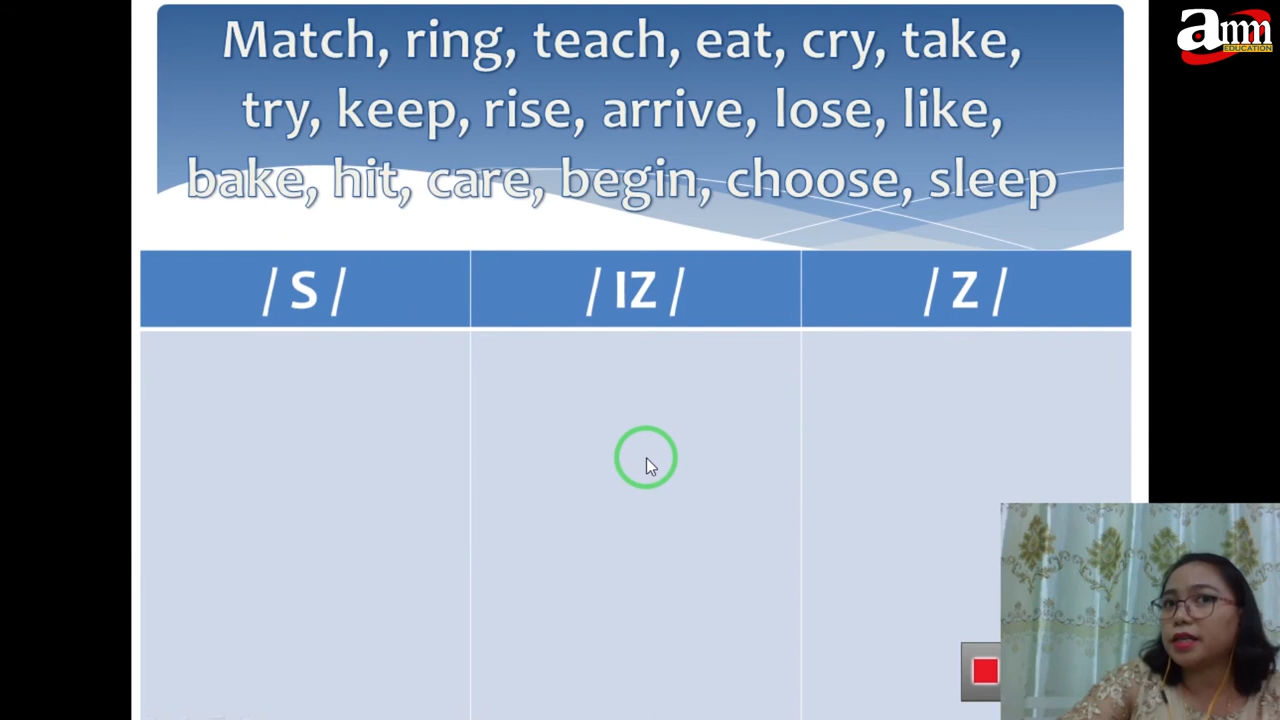 Match, ring, teach, eat, cry, take,
try, keep, rise, arrive, lose, like,
bake, hit, care, begin, choose, sleep
/ S /
/ IZ /
/ Z /
amn
EDUCATION